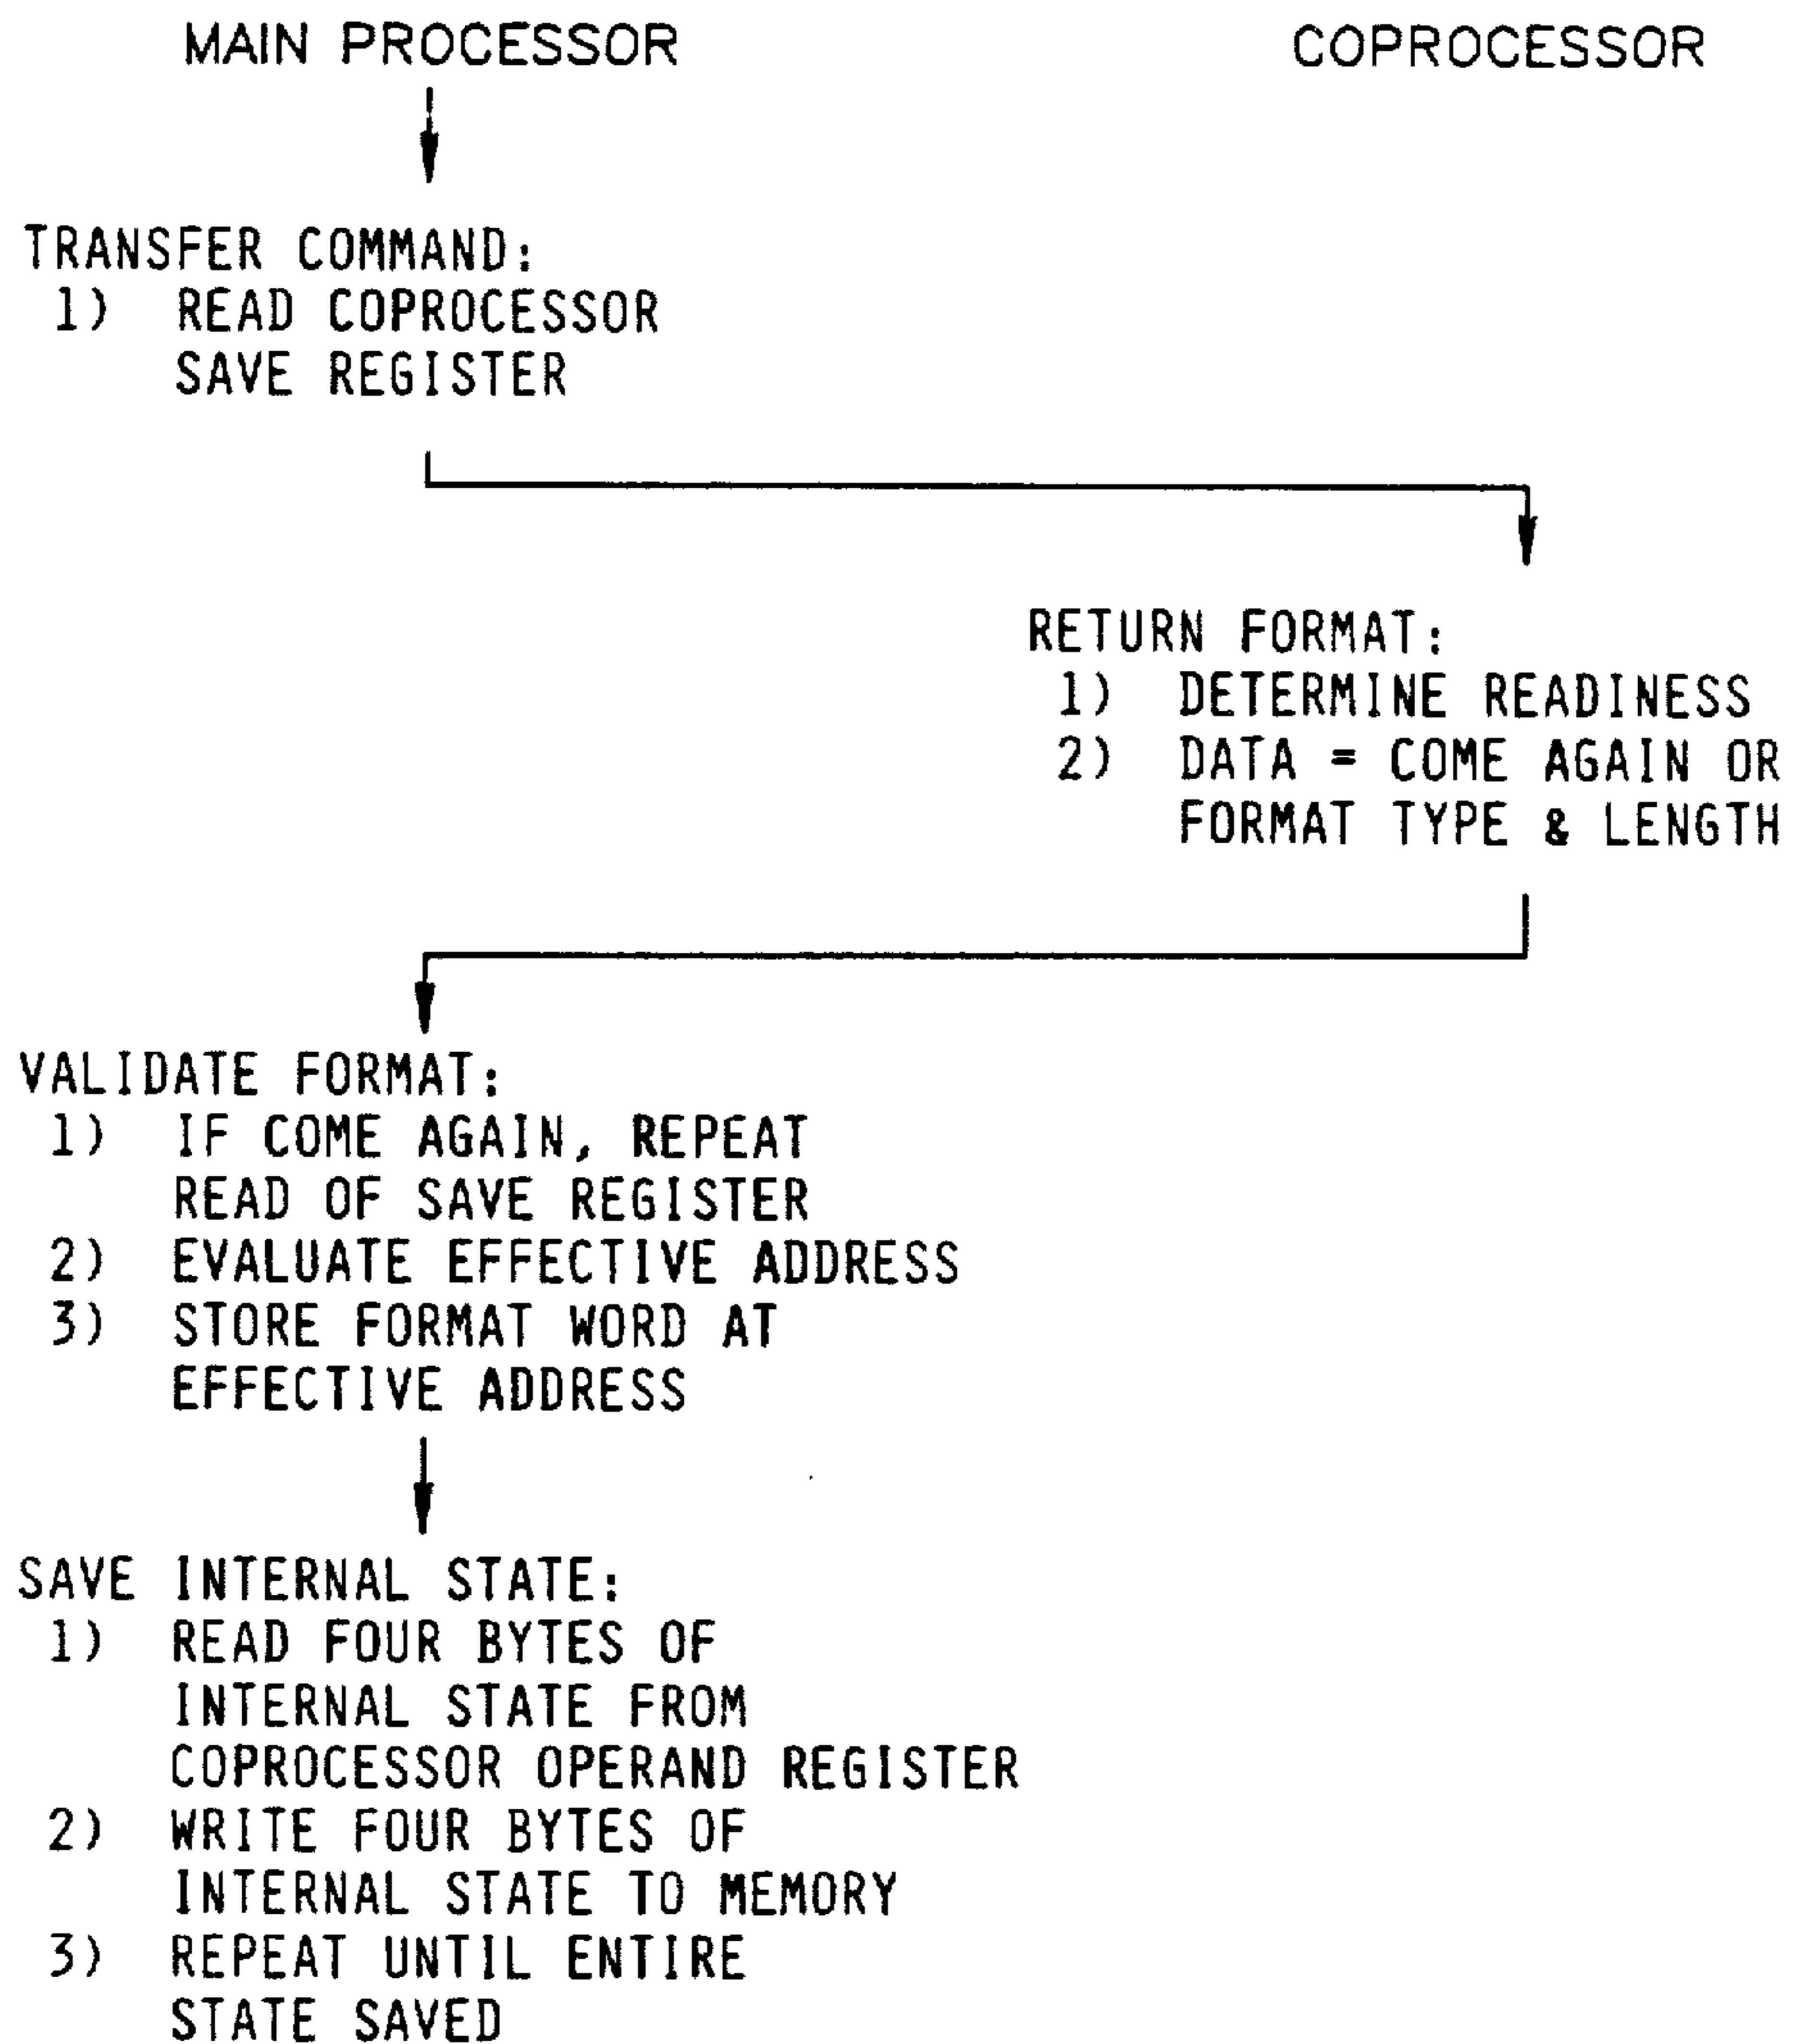 MAIN PROCESSOR
COPROCESSOR
TRANSFER COMMAND:
1) READ COPROCESSOR
SAVE REGISTER
RETURN FORMAT:
1) DETERMINE READINESS
2) DATA = COME AGAIN OR
FORMAT TYPE & LENGTH
VALIDATE FORMAT:
1) IF COME AGAIN, REPEAT
READ OF SAVE REGISTER
2) EVALUATE EFFECTIVE ADDRESS
3) STORE FORMAT WORD AT
EFFECTIVE ADDRESS
SAVE INTERNAL STATE:
1) READ FOUR BYTES OF
INTERNAL STATE FROM
COPROCESSOR OPERAND REGISTER
2) WRITE FOUR BYTES OF
INTERNAL STATE TO MEMORY
3) REPEAT UNTIL ENTIRE
STATE SAVED